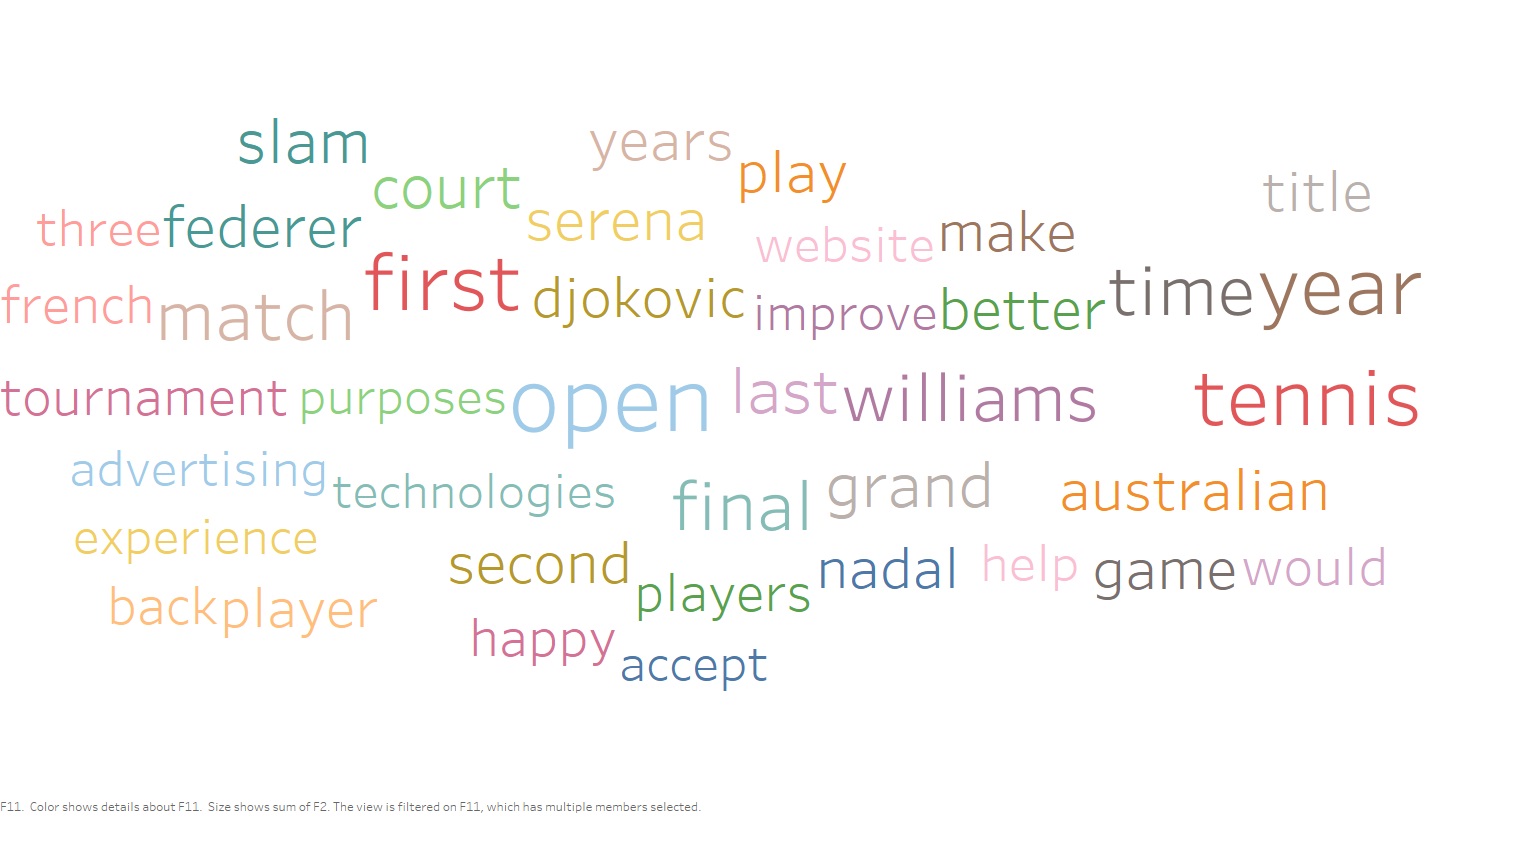 slam years
court play title
three federer serena website make
french match first djokovic improve better time year
tournament purposes open last williams tennis
advertising technologies final grand australian
experience second nadal help game would
back player players
happy accept
F11. Color shows details about F11. Size shows sum of F2. The view is filtered on F11, which has multiple members selected.